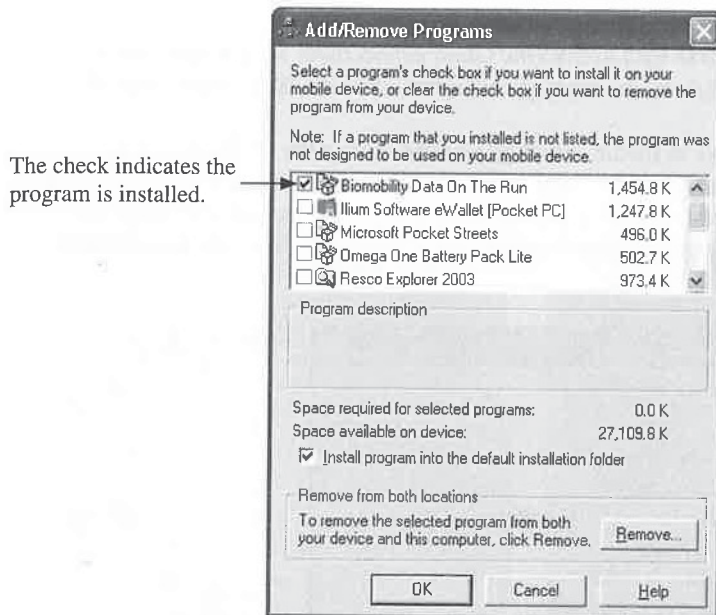 Add/Remove Programs
Select a program's check box if you want to install it on your
mobile device, or clear the check box if you want to remove the
program from your device.
Note: If a program that you installed is not listed, the program was
not designed to be used on your mobile device.
The check indicates the
program is installed.
Biomobility Data On The Run 1,454.8 K
Ilium Software eWallet [Pocket PC] 1,247.8 K
Microsoft Pocket Streets 496.0 K
Omega One Battery Pack Lite 502.7 K
Resco Explorer 2003 973.4 K
Program description
Space required for selected programs: 0.0 K
Space available on device: 27,109.8 K
Install program into the default installation folder
Remove from both locations
To remove the selected program from both
your device and this computer, click Remove.
Remove...
OK Cancel Help